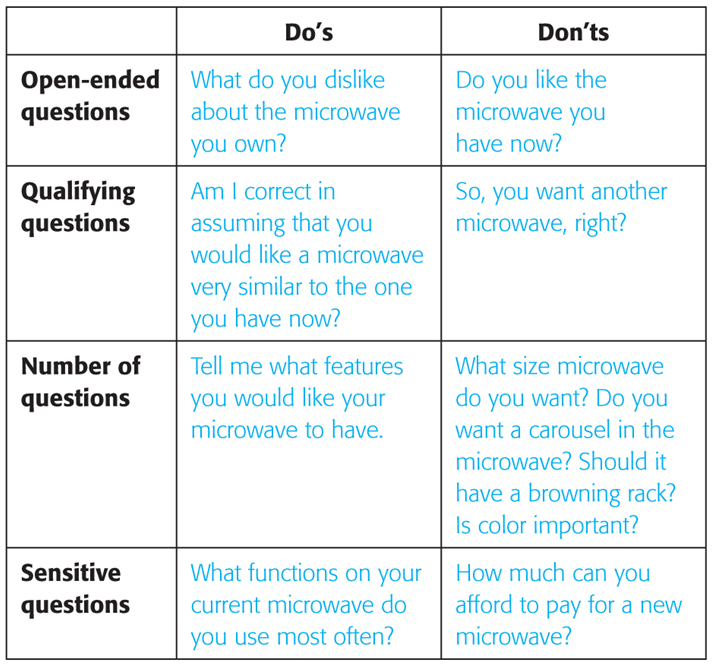 Do’s
Don’ts
Open-ended
questions
What do you dislike
about the microwave
you own?
Do you like the
microwave you
have now?
Qualifying
questions
Am I correct in
assuming that you
would like a microwave
very similar to the one
you have now?
So, you want another
microwave, right?
Number of
questions
Tell me what features
you would like your
microwave to have.
What size microwave
do you want? Do you
want a carousel in the
microwave? Should it
have a browning rack?
Is color important?
Sensitive
questions
What functions on your
current microwave do
you use most often?
How much can you
afford to pay for a new
microwave?